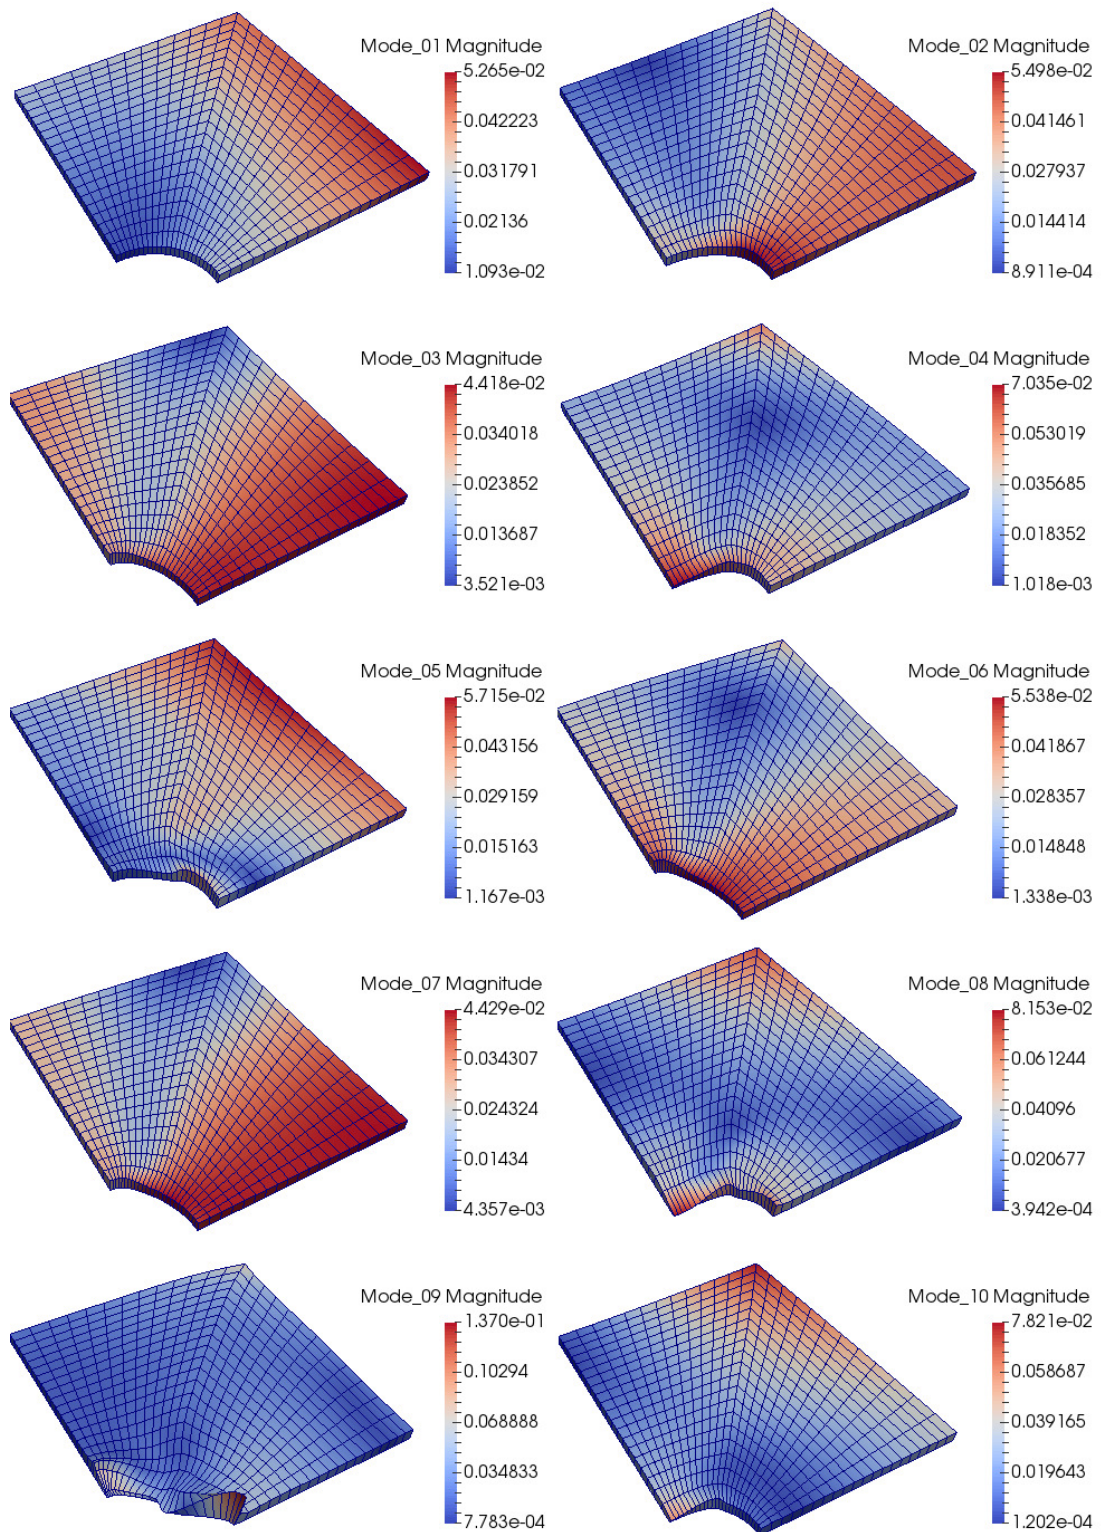 Mode_01 Magnitude
5.265e-02
0.042223
0.031791
0.02136
1.093e-02
Mode_02 Magnitude
5.498e-02
0.041461
0.027937
0.014414
8.911e-04
Mode_03 Magnitude
4.418e-02
0.034018
0.023852
0.013687
3.521e-03
Mode_04 Magnitude
7.035e-02
0.053019
0.035685
0.018352
1.018e-03
Mode_05 Magnitude
5.715e-02
0.043156
0.029159
0.015163
1.167e-03
Mode_06 Magnitude
5.538e-02
0.041867
0.028357
0.014848
1.338e-03
Mode_07 Magnitude
4.429e-02
0.034307
0.024324
0.01434
4.357e-03
Mode_08 Magnitude
8.153e-02
0.061244
0.04096
0.020677
3.942e-04
Mode_09 Magnitude
1.370e-01
0.10294
0.068888
0.034833
7.783e-04
Mode_10 Magnitude
7.821e-02
0.058687
0.039165
0.019643
1.202e-04